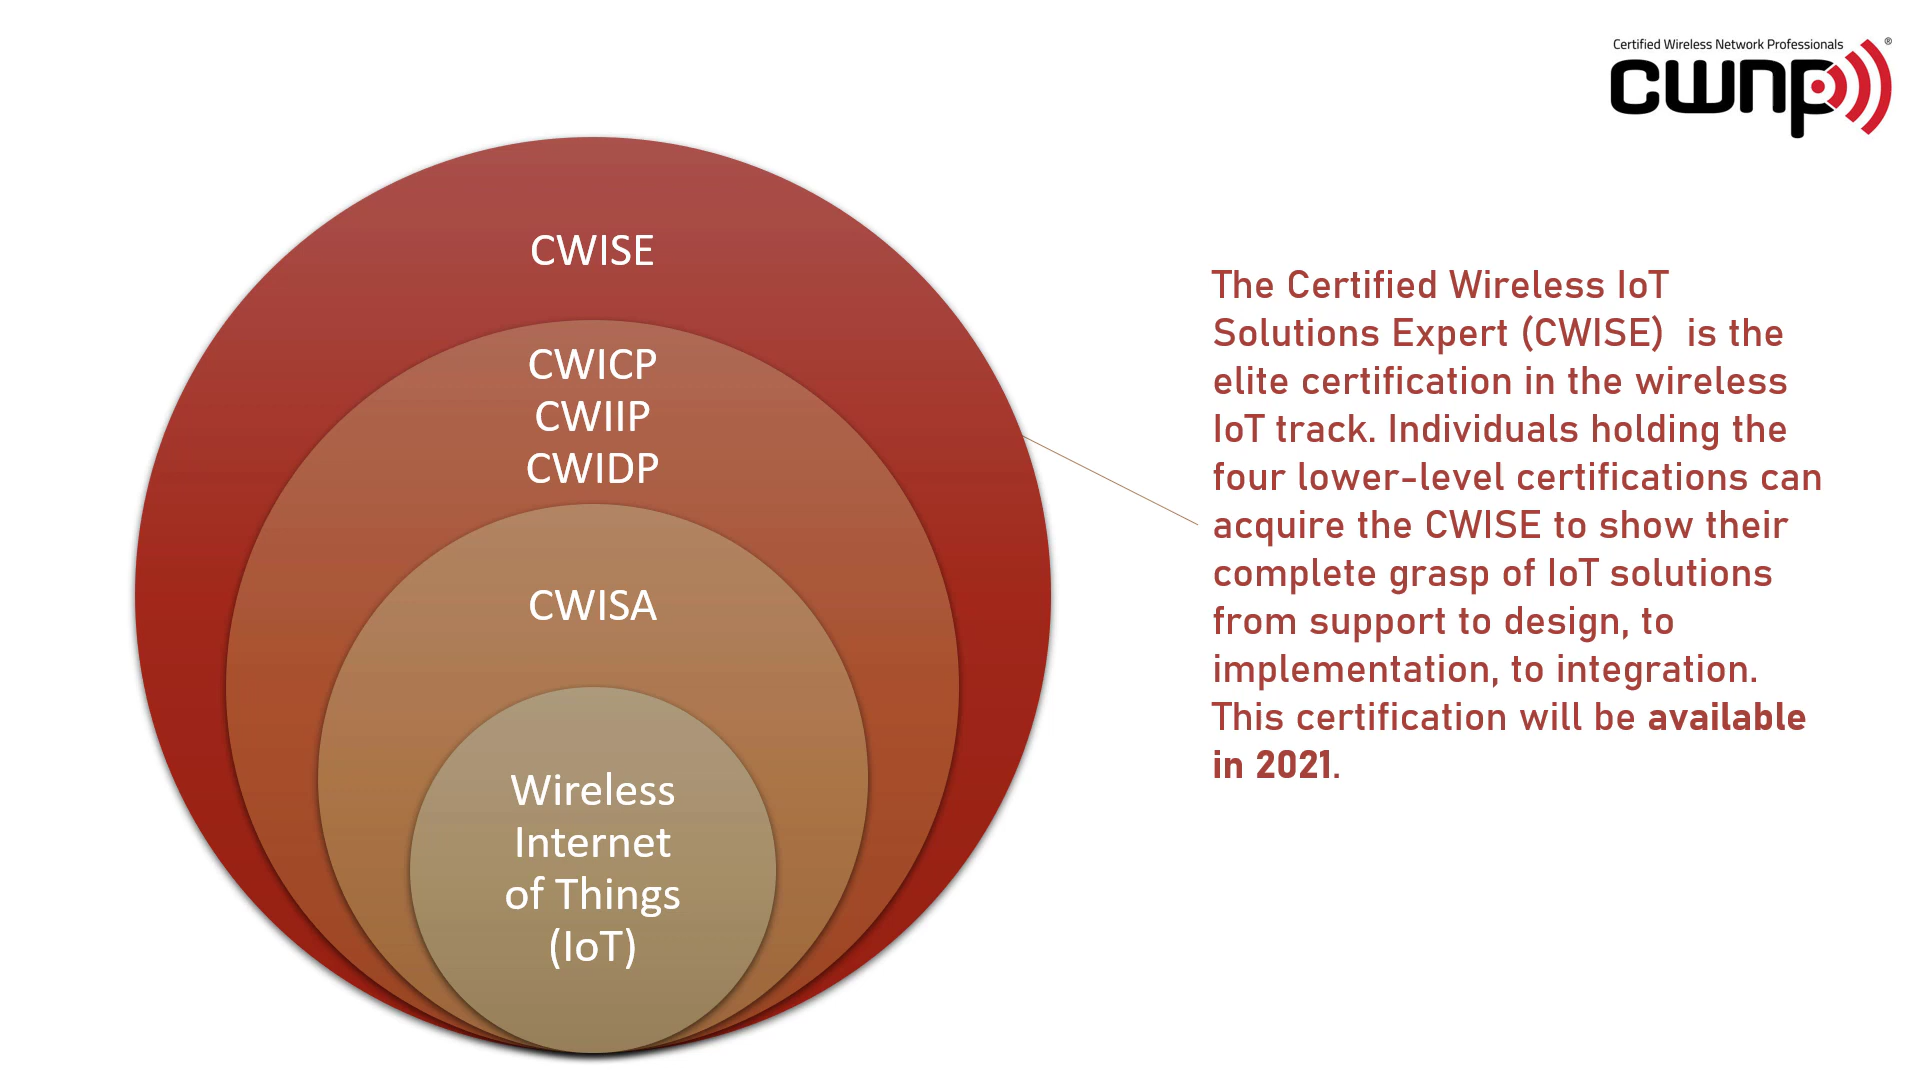 Certified Wireless Network Professionals
cwnp®
CWISE
CWICP
CWIIP
CWIDP
CWISA
Wireless
Internet
of Things
(IoT)
The Certified Wireless IoT
Solutions Expert (CWISE)  is the
elite certification in the wireless
IoT track. Individuals holding the
four lower-level certifications can
acquire the CWISE to show their
complete grasp of IoT solutions
from support to design, to
implementation, to integration.
This certification will be available
in 2021.